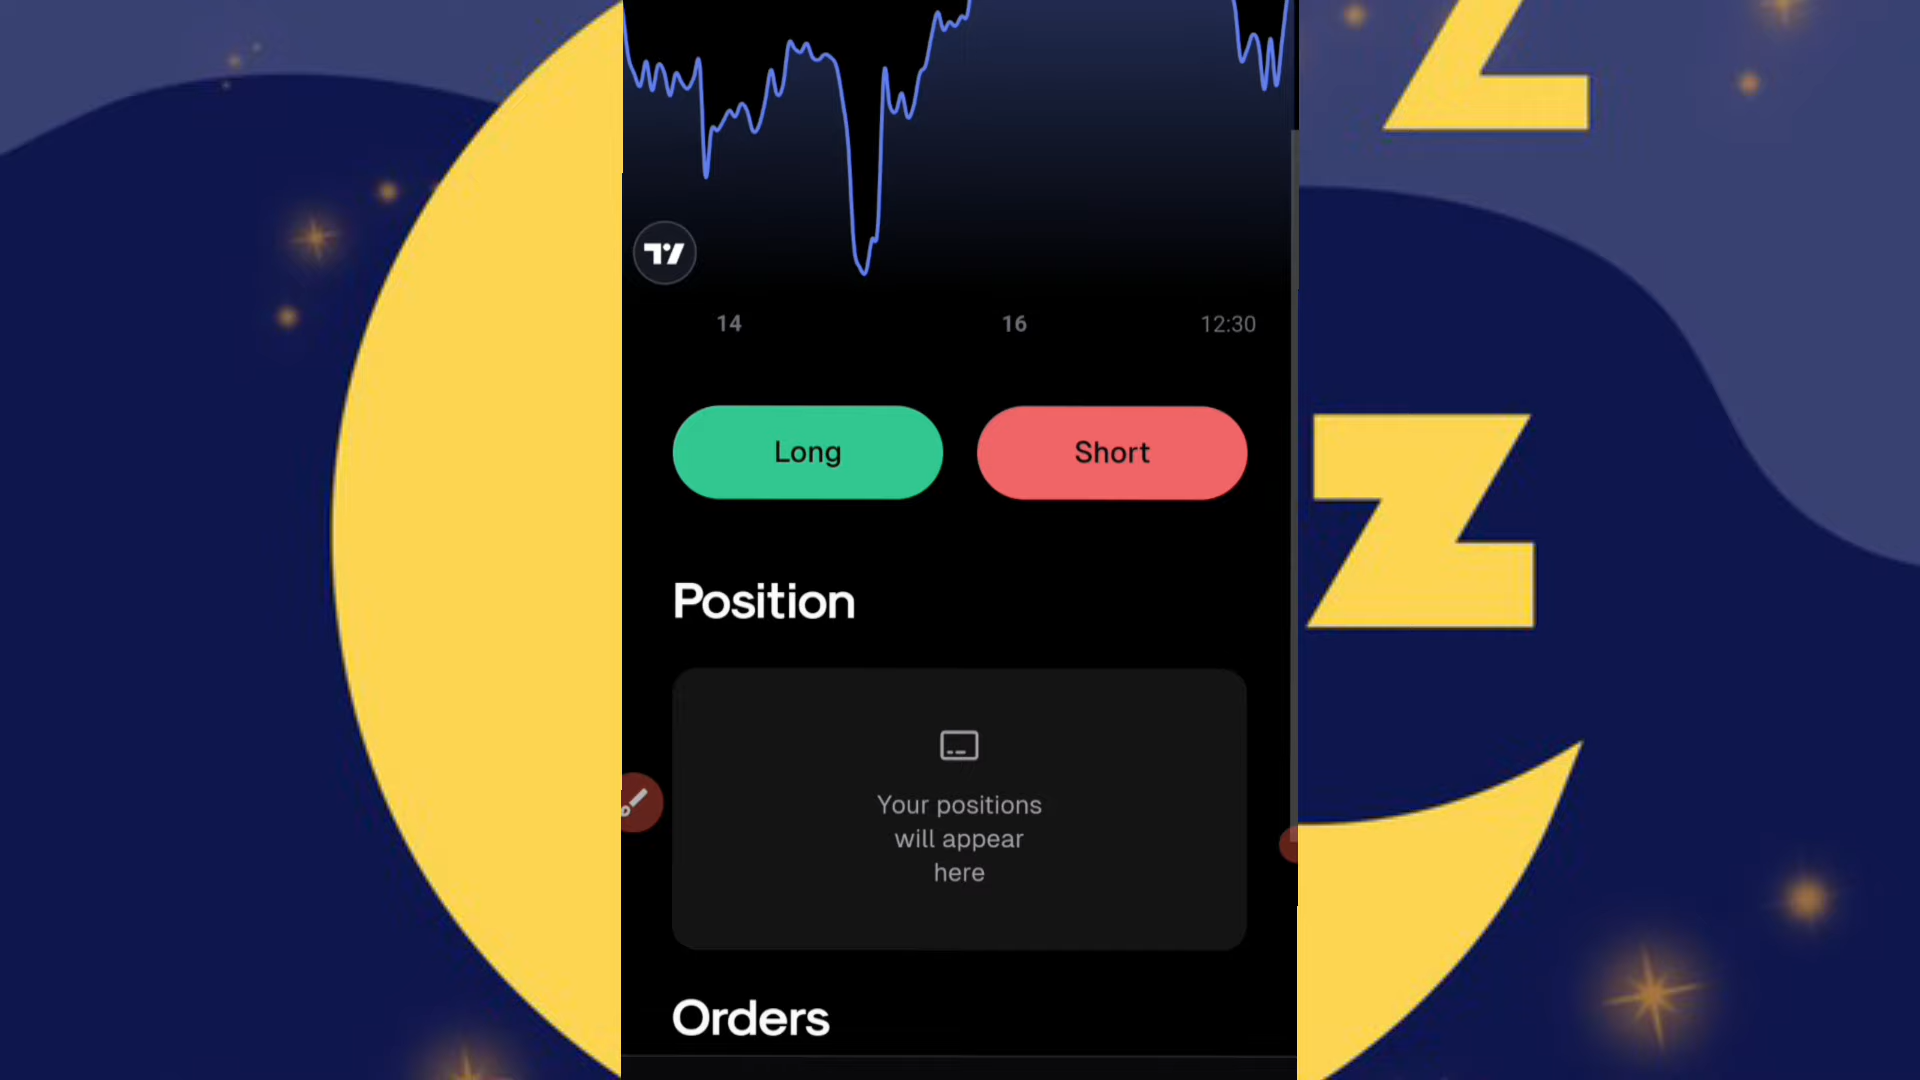 Z
Z
14 16 12:30
Long Short
Position
Your positions
will appear
here
Orders